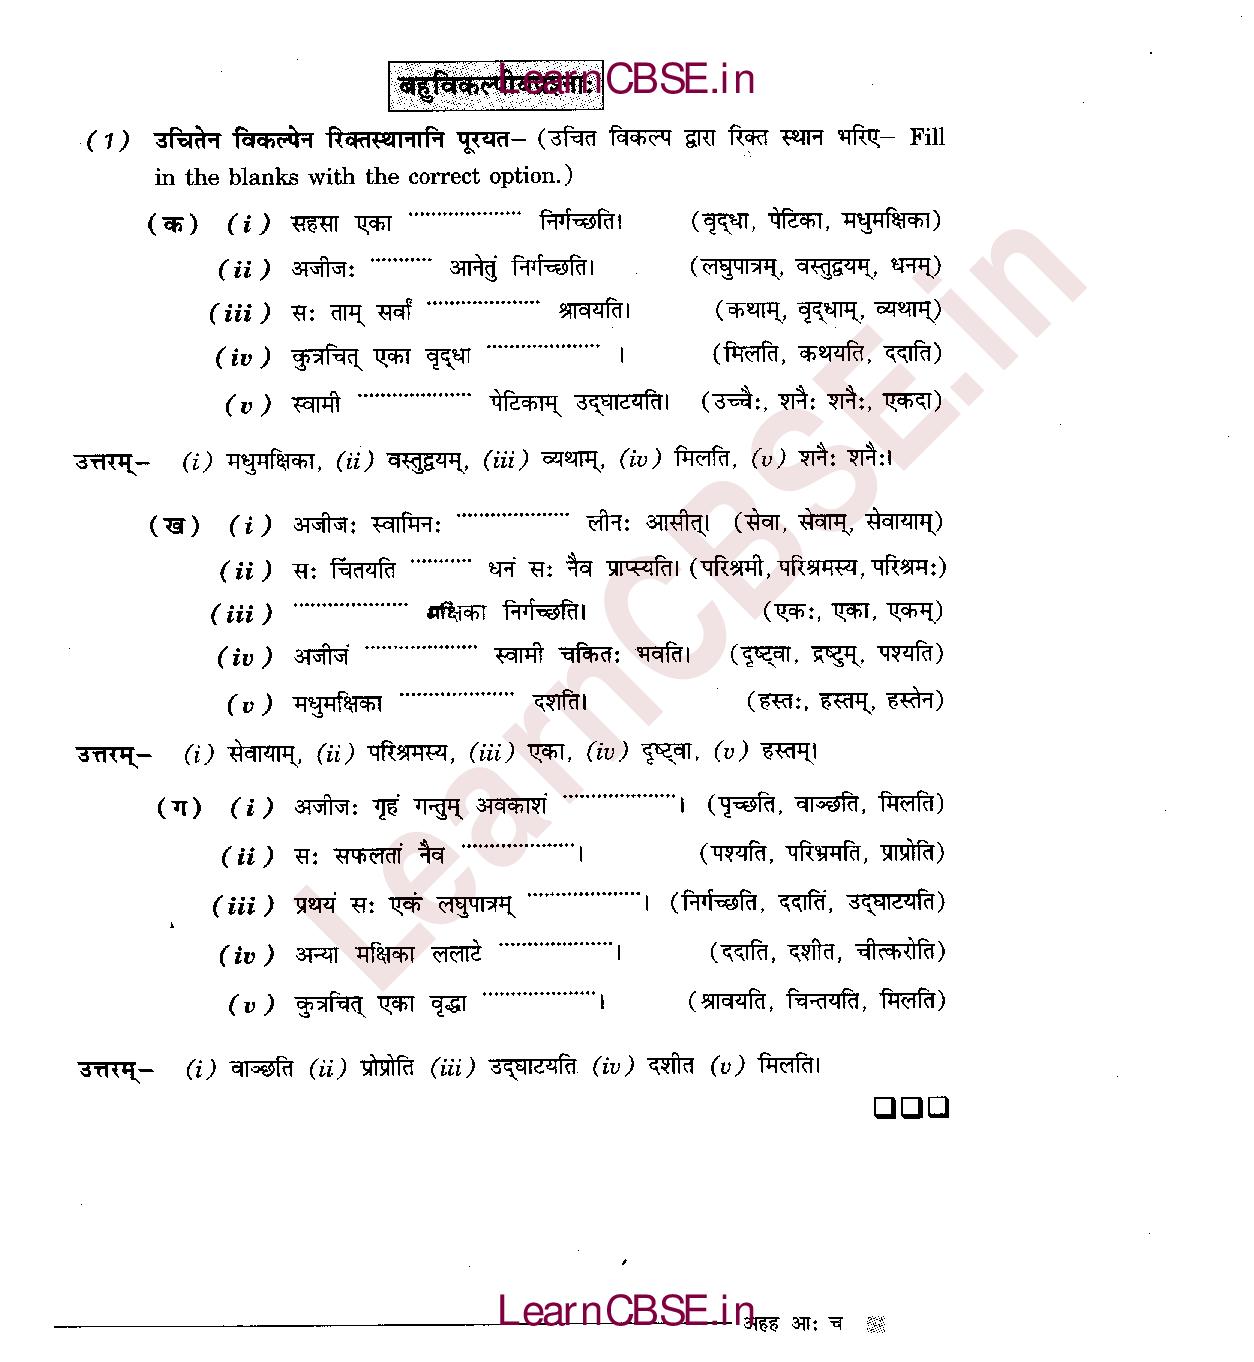 बहुविकल्पीयप्रश्नाः
LearnCBSE.in
(1) उचितेन विकल्पेन रिक्तस्थानानि पूरयत– (उचित विकल्प द्वारा रिक्त स्थान भरिए– Fill
in the blanks with the correct option.)
(क) (i) सहसा एका .................... निर्गच्छति। (वृद्धा, पेटिका, मधुमक्षिका)
(ii) अजीजः ........... आनेतुं निर्गच्छति। (लघुपात्रम्, वस्तुद्वयम्, धनम्)
(iii) सः ताम् सर्वां .................... श्रावयति। (कथाम्, वृद्धाम्, व्यथाम्)
(iv) कुत्रचित् एका वृद्धा .................... । (मिलति, कथयति, ददाति)
(v) स्वामी .................... पेटिकाम् उद्घाटयति। (उच्चैः, शनैः शनैः, एकदा)
उत्तरम्– (i) मधुमक्षिका, (ii) वस्तुद्वयम्, (iii) व्यथाम्, (iv) मिलति, (v) शनैः शनैः।
(ख) (i) अजीजः स्वामिनः .................... लीनः आसीत्। (सेवा, सेवाम्, सेवायाम्)
(ii) सः चिंतयति ........... धनं सः नैव प्राप्स्यति। (परिश्रमी, परिश्रमस्य, परिश्रमः)
(iii) .................... मक्षिका निर्गच्छति। (एकः, एका, एकम्)
(iv) अजीजं .................... स्वामी चकितः भवति। (दृष्ट्वा, द्रष्टुम्, पश्यति)
(v) मधुमक्षिका .................... दशति। (हस्तः, हस्तम्, हस्तेन)
उत्तरम्– (i) सेवायाम्, (ii) परिश्रमस्य, (iii) एका, (iv) दृष्ट्वा, (v) हस्तम्।
(ग) (i) अजीजः गृहं गन्तुम् अवकाशं ....................। (पृच्छति, वाञ्छति, मिलति)
(ii) सः सफलतां नैव ....................। (पश्यति, परिभ्रमति, प्राप्रोति)
(iii) प्रथयं सः एकं लघुपात्रम् ....................। (निर्गच्छति, ददातिं, उद्घाटयति)
(iv) अन्या मक्षिका ललाटे ....................। (ददाति, दशीत, चीत्करोति)
(v) कुत्रचित् एका वृद्धा ....................। (श्रावयति, चिन्तयति, मिलति)
उत्तरम्– (i) वाञ्छति (ii) प्रोप्रोति (iii) उद्घाटयति (iv) दशीत (v) मिलति।
LearnCBSE.in
LearnCBSE.in
अहह आः च